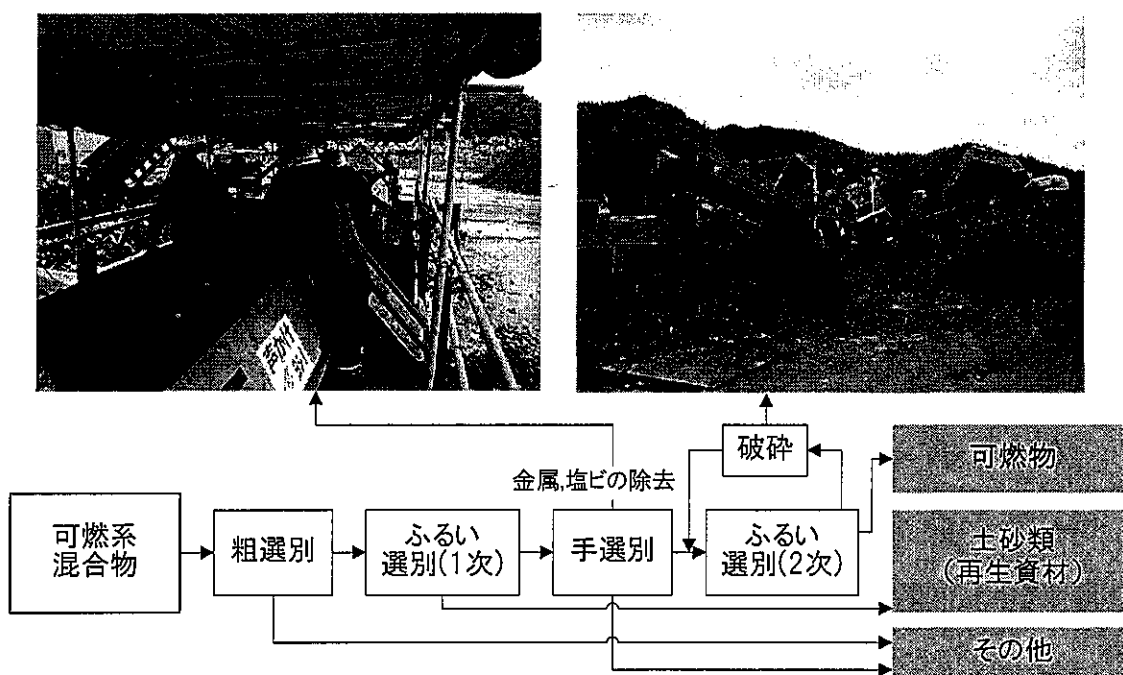 破砕
可燃物
金属,塩ビの除去
可燃系
混合物
粗選別
ふるい
選別(1次)
手選別
ふるい
選別(2次)
土砂類
(再生資材)
その他